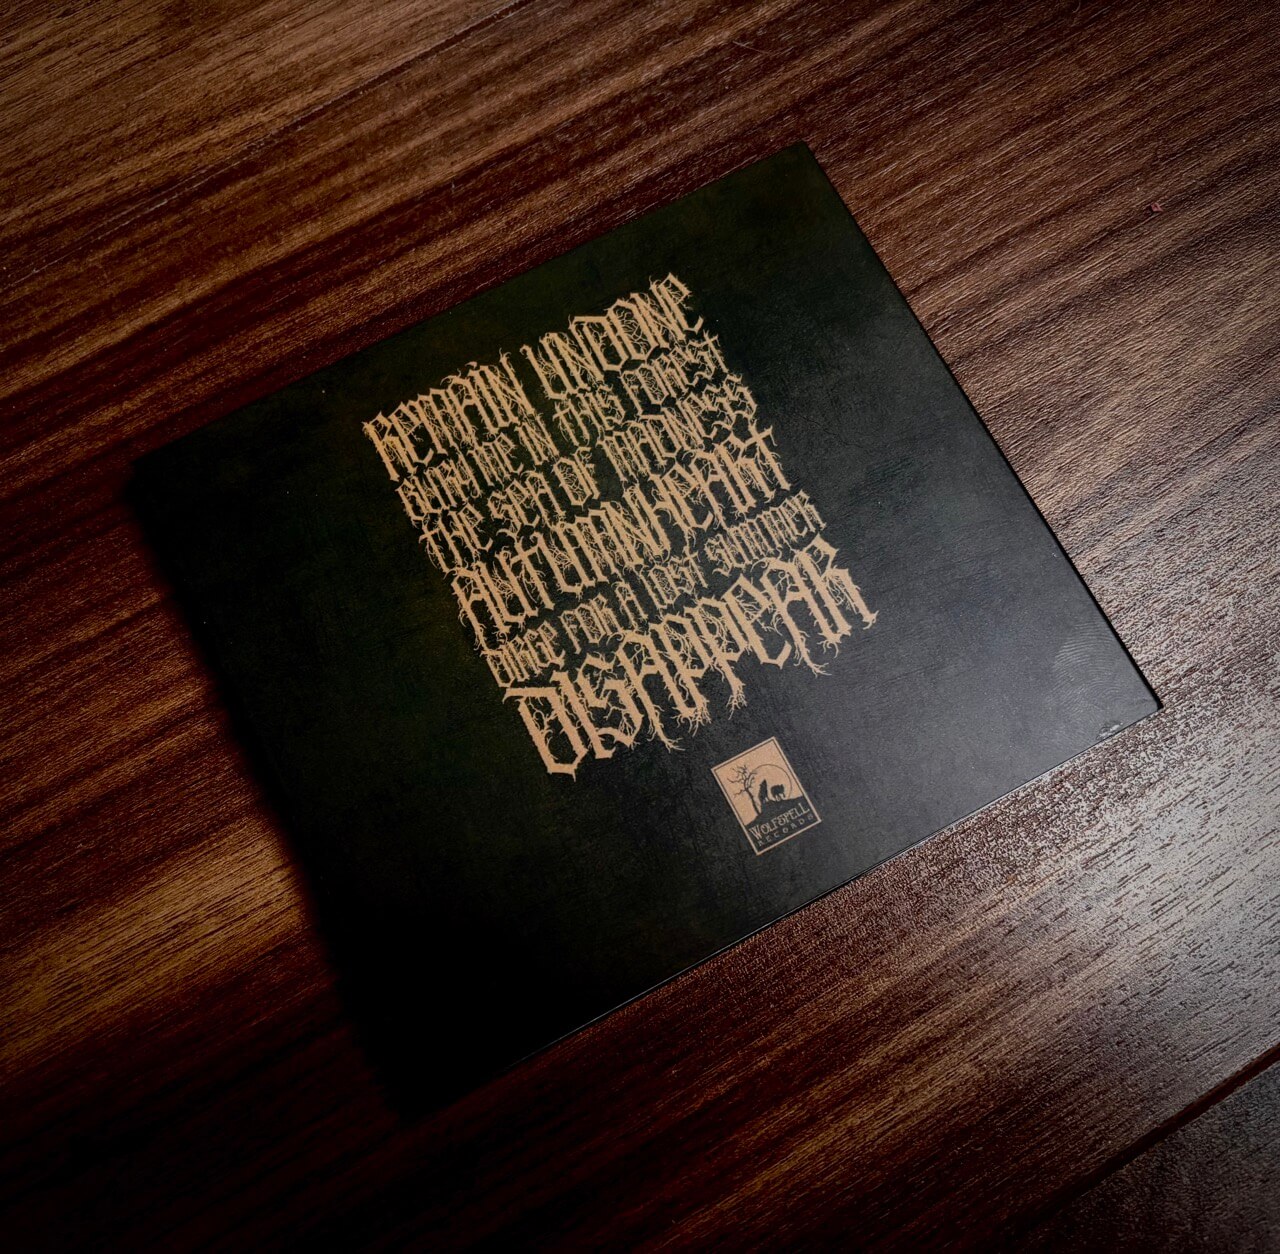 REMAIN UNDONE
BURY ME IN THIS FOREST
THE SEA OF MADNESS
AUTUMNHEART
DIRGE FOR A LOST SUMMER
DISAPPEAR
WOLFSPELL
RECORDS